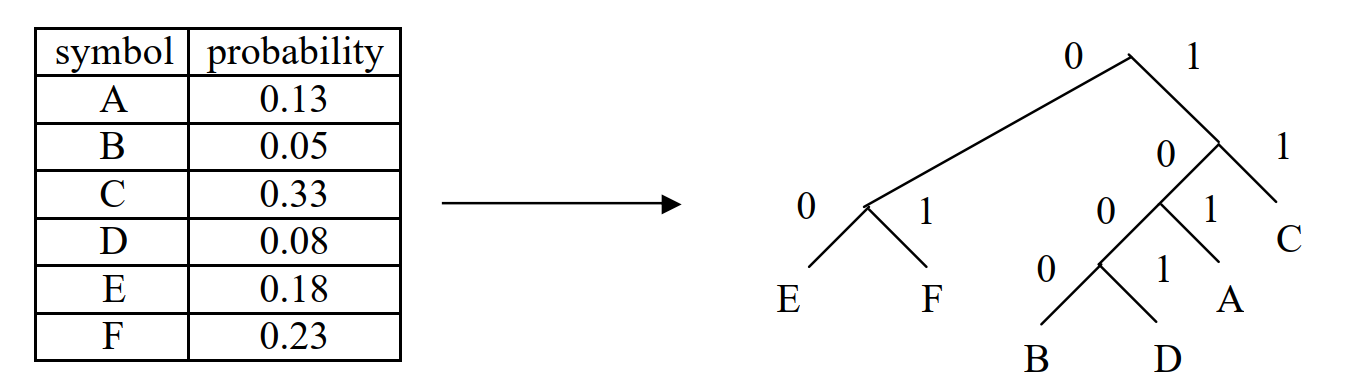 symbol probability
A 0.13
B 0.05
C 0.33
D 0.08
E 0.18
F 0.23
0 1
0 1
0 1
0 1
C
0 1
E F
A
B D